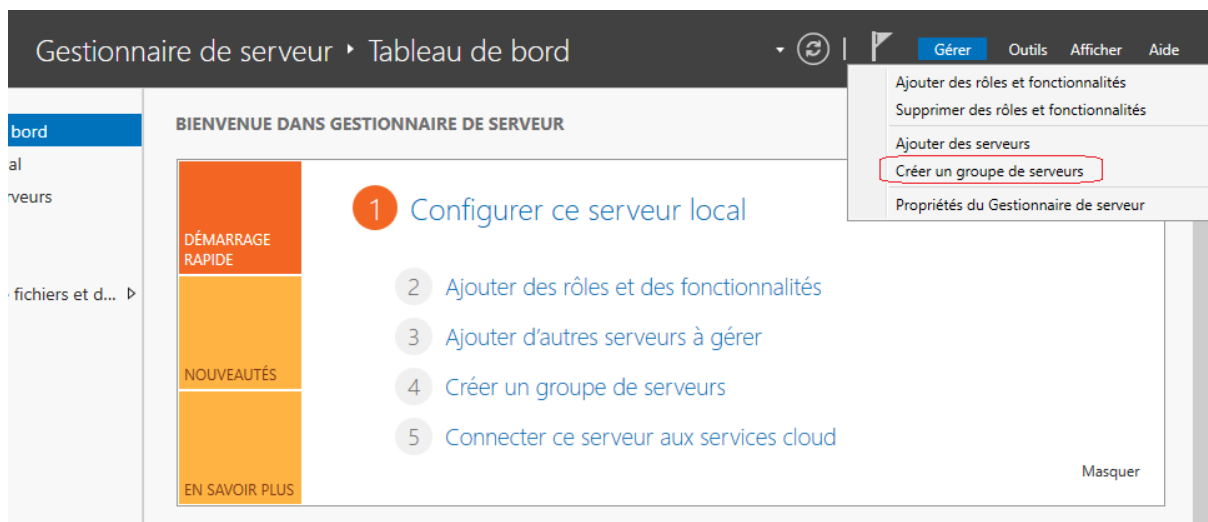 Gestionnaire de serveur ‣ Tableau de bord
Gérer Outils Afficher Aide
Ajouter des rôles et fonctionnalités
Supprimer des rôles et fonctionnalités
Ajouter des serveurs
Créer un groupe de serveurs
Propriétés du Gestionnaire de serveur
bord
al
rveurs
fichiers et d...
BIENVENUE DANS GESTIONNAIRE DE SERVEUR
DÉMARRAGE
RAPIDE
NOUVEAUTÉS
EN SAVOIR PLUS
1 Configurer ce serveur local
2 Ajouter des rôles et des fonctionnalités
3 Ajouter d’autres serveurs à gérer
4 Créer un groupe de serveurs
5 Connecter ce serveur aux services cloud
Masquer